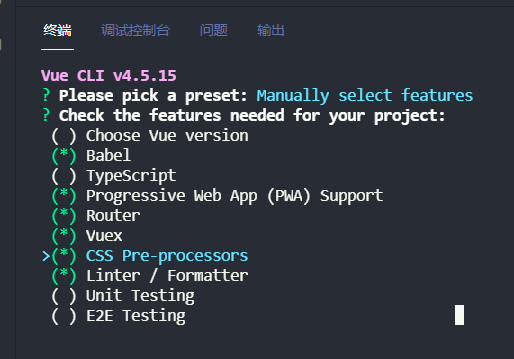 终端 调试控制台 问题 输出
Vue CLI v4.5.15
? Please pick a preset: Manually select features
? Check the features needed for your project:
( ) Choose Vue version
(*) Babel
( ) TypeScript
(*) Progressive Web App (PWA) Support
(*) Router
(*) Vuex
>(*) CSS Pre-processors
(*) Linter / Formatter
( ) Unit Testing
( ) E2E Testing